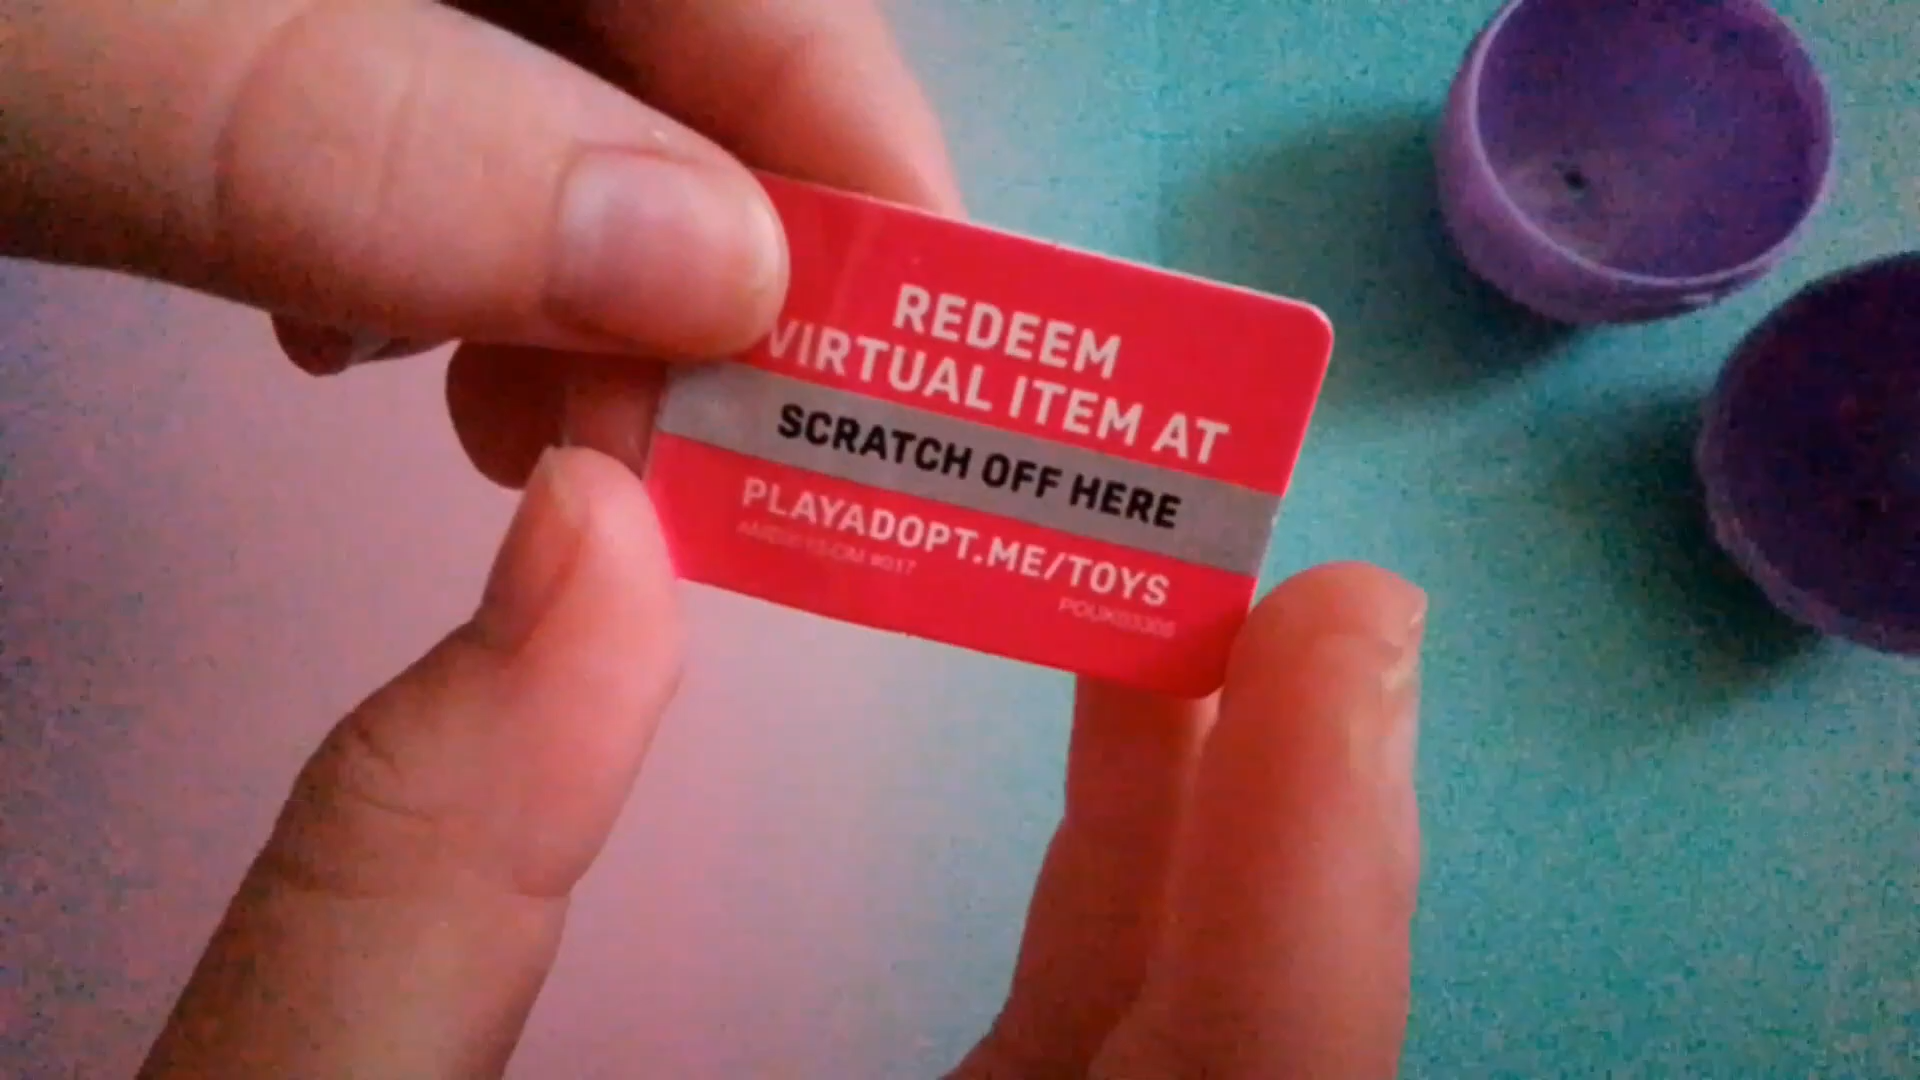 REDEEM
VIRTUAL ITEM AT
SCRATCH OFF HERE
PLAYADOPT.ME/TOYS